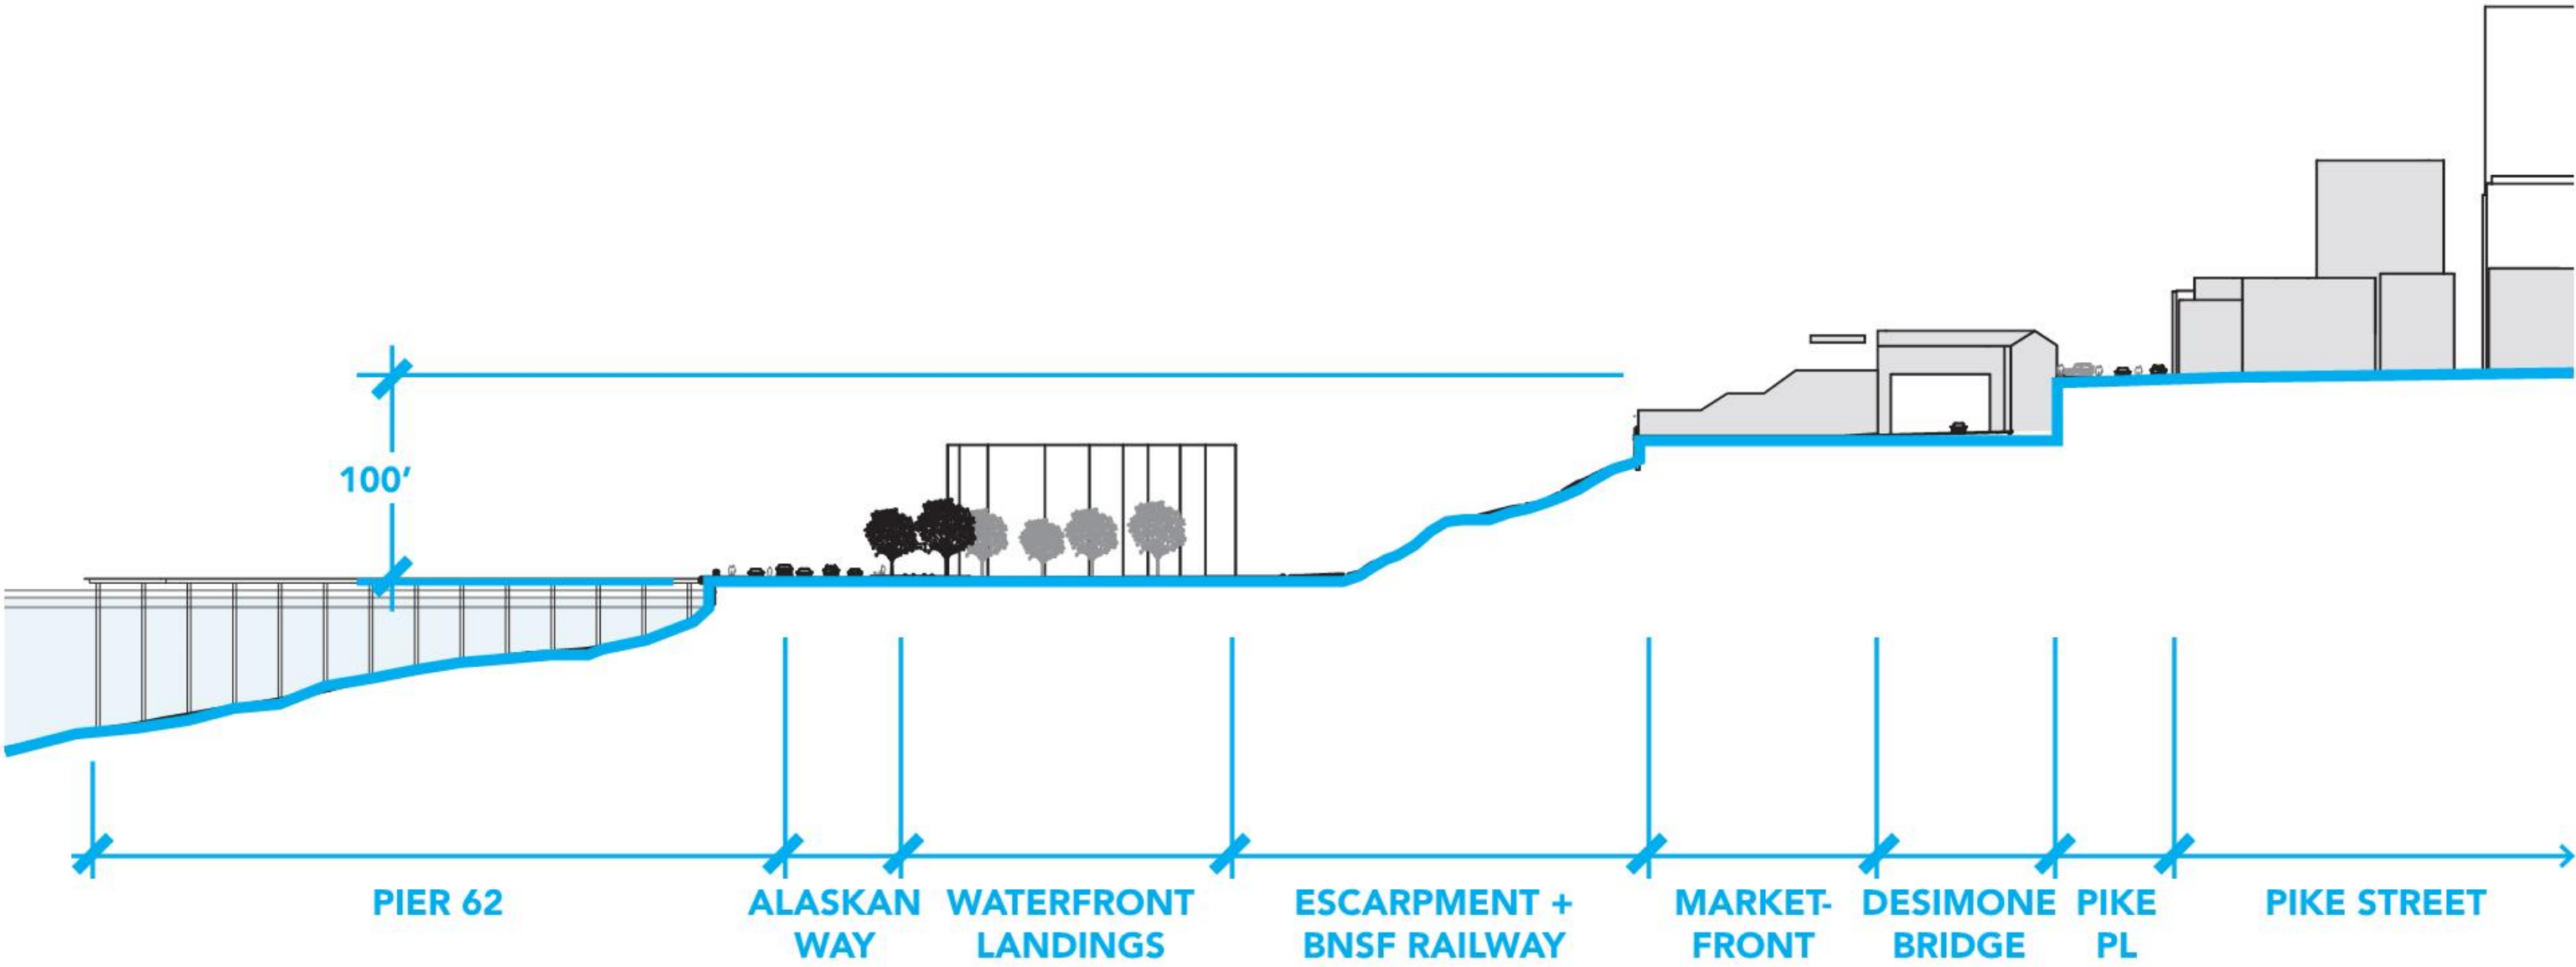 100’
PIER 62
ALASKAN
WAY
WATERFRONT
LANDINGS
ESCARPMENT +
BNSF RAILWAY
MARKET-
FRONT
DESIMONE
BRIDGE
PIKE
PL
PIKE STREET